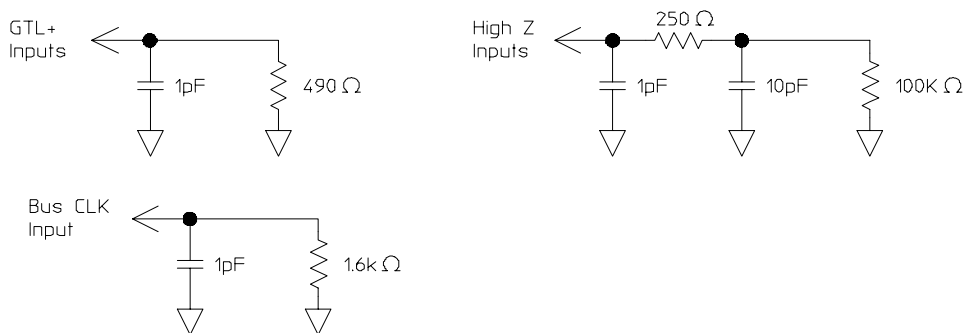 GTL+
Inputs
1pF
490 Ω
High Z
Inputs
250 Ω
1pF
10pF
100K Ω
Bus CLK
Input
1pF
1.6k Ω